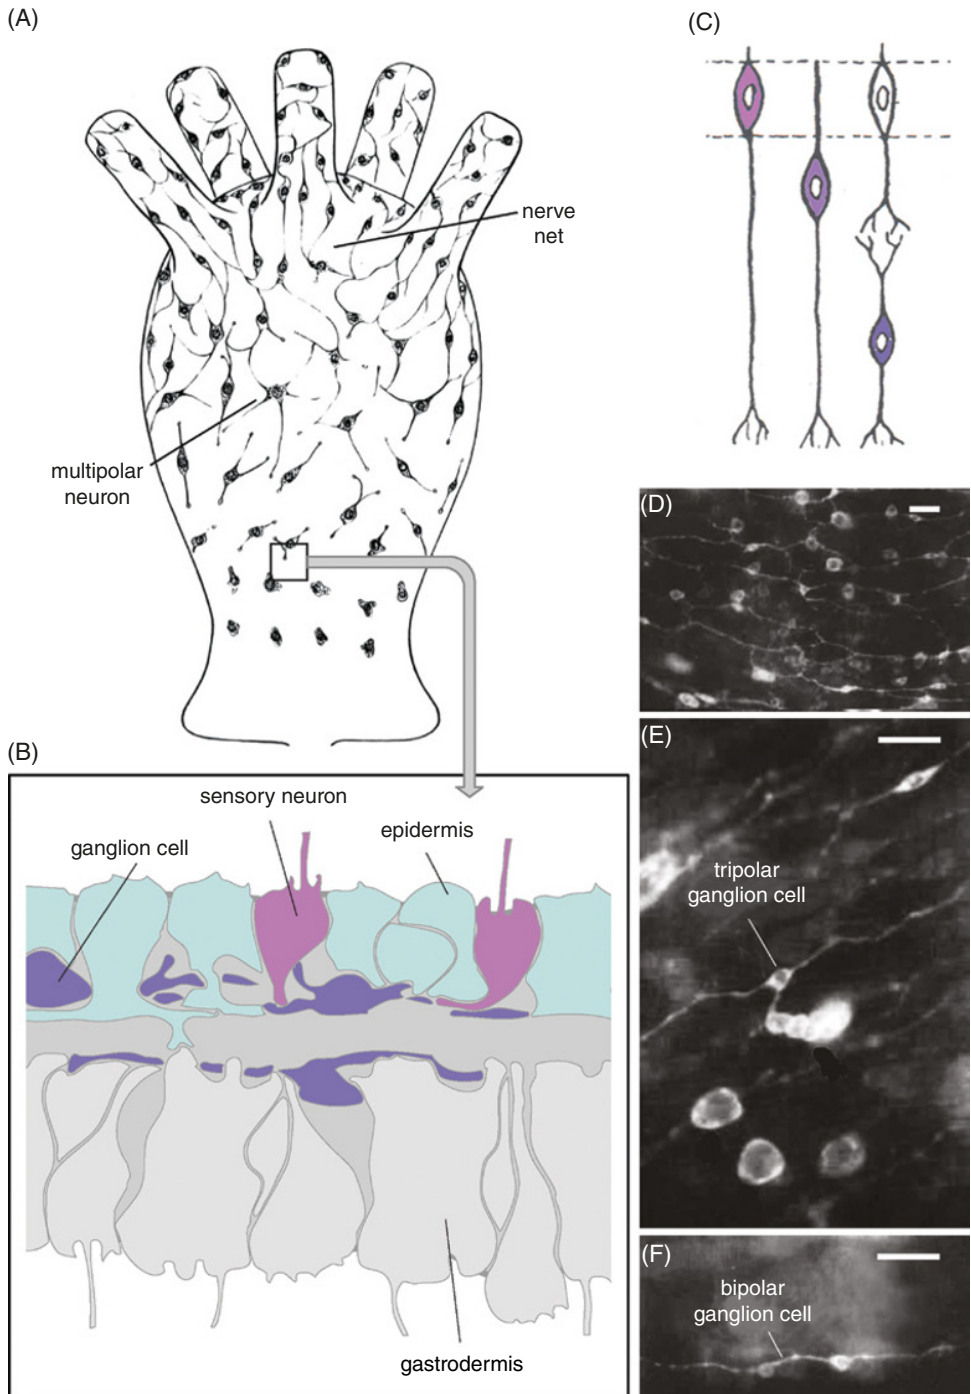 (A)
nerve
net
multipolar
neuron
(B)
sensory neuron
ganglion cell
epidermis
gastrodermis
(C)
(D)
(E)
tripolar
ganglion cell
(F)
bipolar
ganglion cell